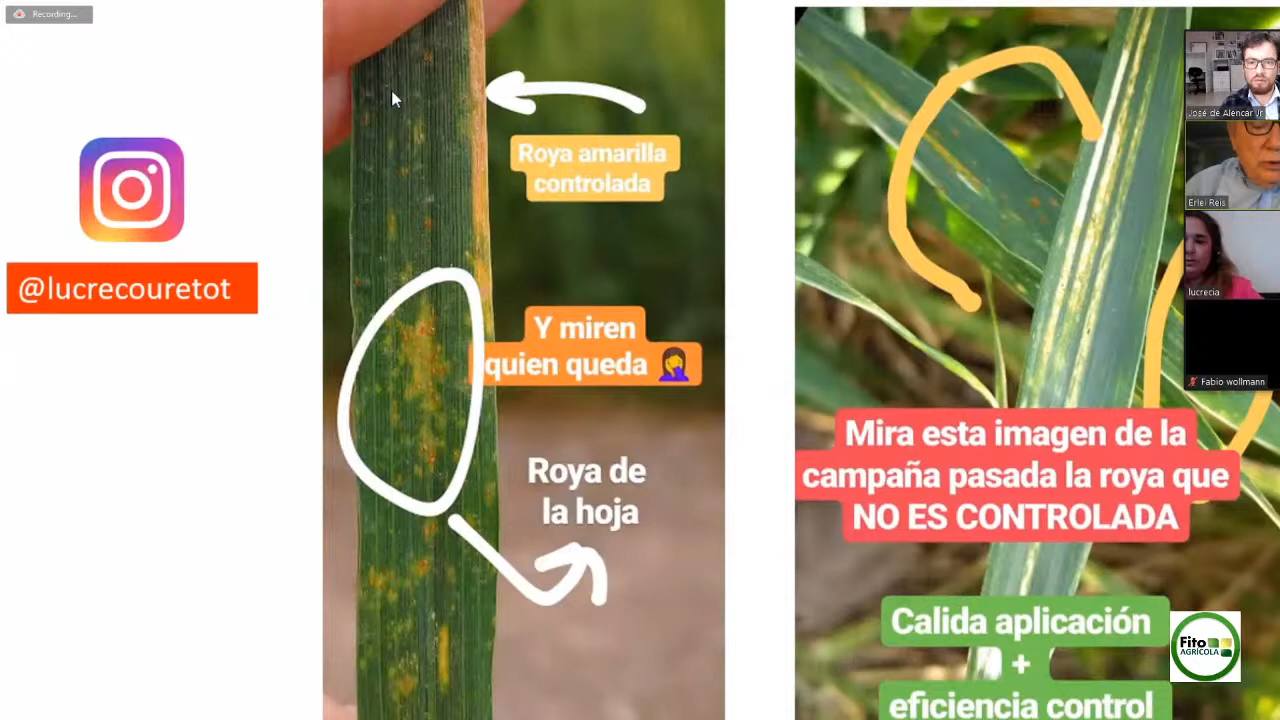 Recording...
@lucrecouretot
Roya amarilla
controlada
Y miren
quien queda
Roya de
la hoja
Mira esta imagen de la
campaña pasada la roya que
NO ES CONTROLADA
Calida aplicación
+
eficiencia control
José de Alencar Jr
Erlei Reis
lucrecia
Fabio wollmann
Fito
AGRÍCOLA